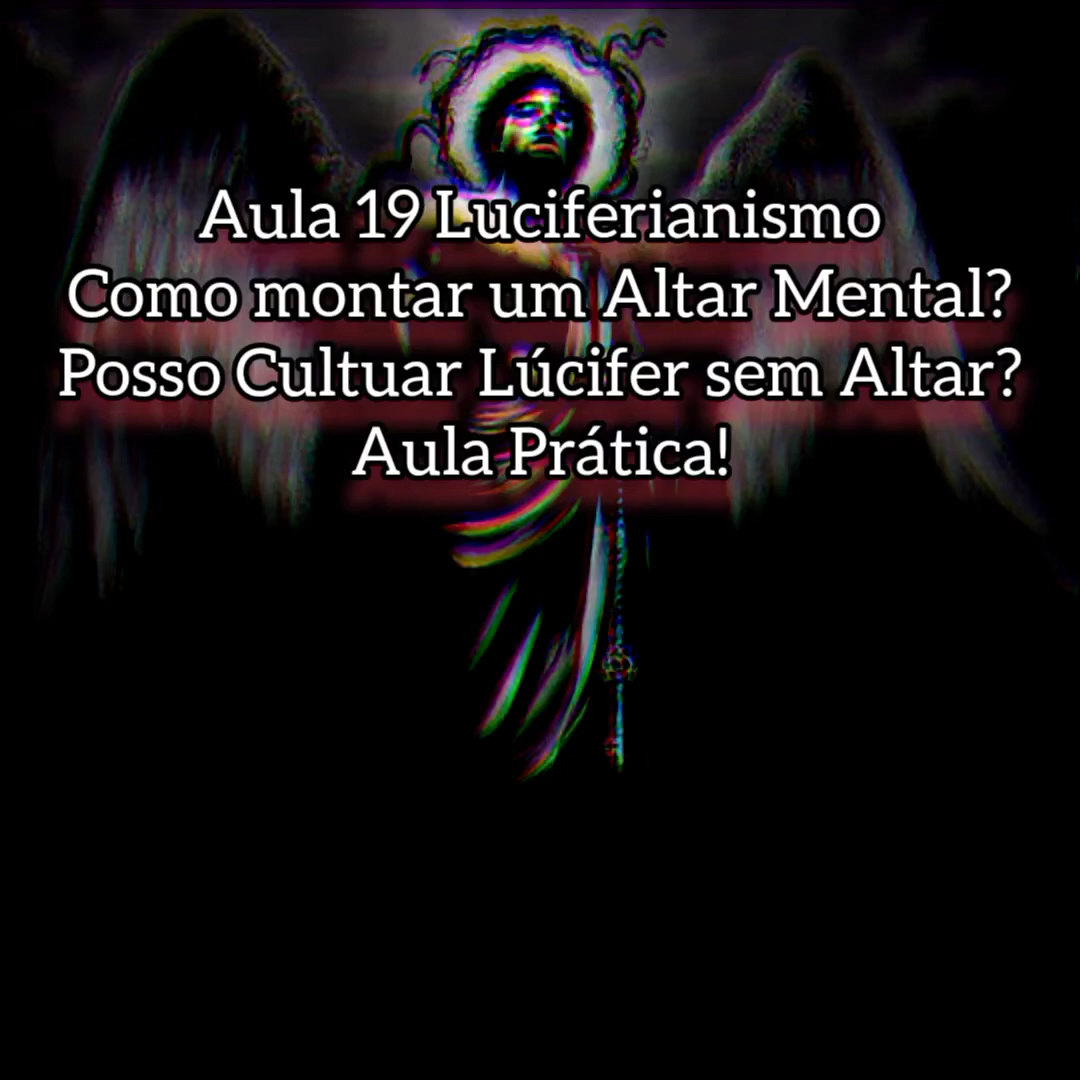 Aula 19 Luciferianismo
Como montar um Altar Mental?
Posso Cultuar Lúcifer sem Altar?
Aula Prática!